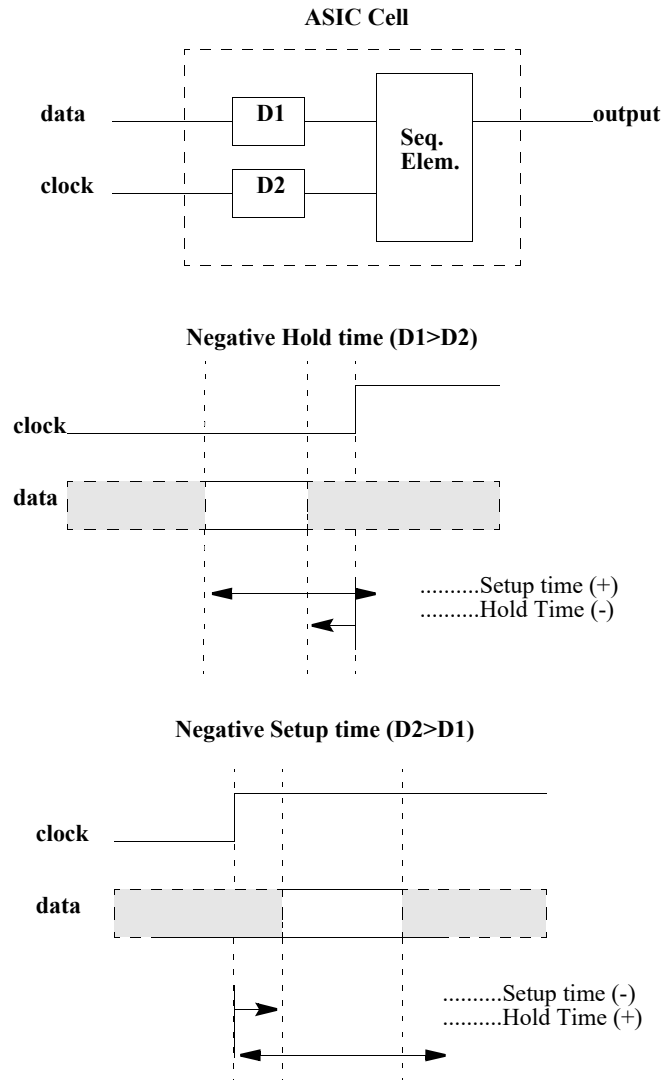 ASIC Cell
data
D1
output
Seq.
Elem.
clock
D2
Negative Hold time (D1>D2)
clock
data
..........Setup time (+)
..........Hold Time (-)
Negative Setup time (D2>D1)
clock
data
..........Setup time (-)
..........Hold Time (+)